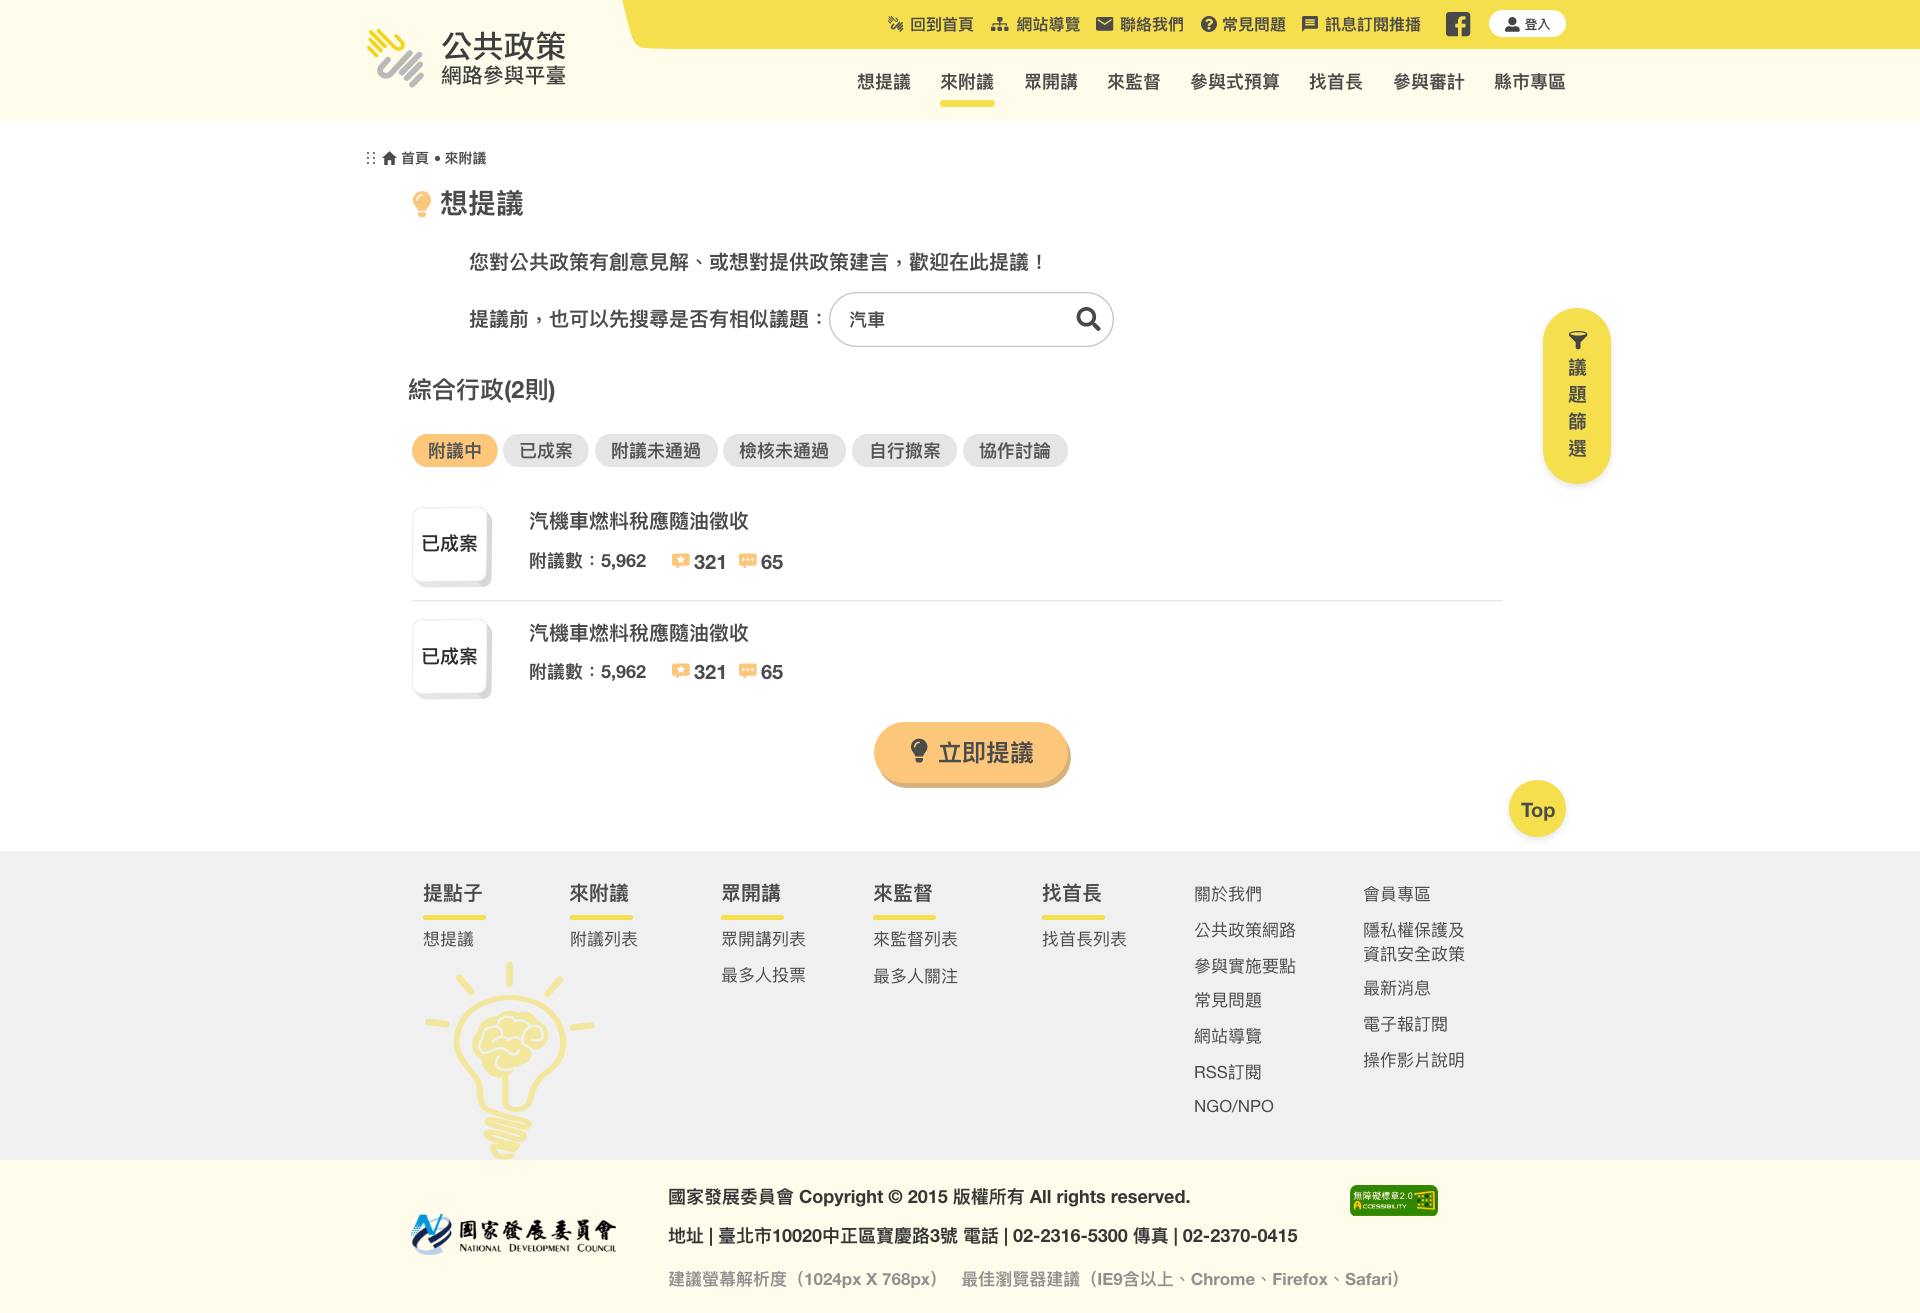 公共政策
網路參與平臺
回到首頁 網站導覽 聯絡我們 常見問題 訊息訂閱推播 登入
想提議 來附議 眾開講 來監督 參與式預算 找首長 參與審計 縣市專區
首頁 • 來附議
想提議
您對公共政策有創意見解、或想對提供政策建言，歡迎在此提議！
提議前，也可以先搜尋是否有相似議題： 汽車
議題篩選
綜合行政(2則)
附議中 已成案 附議未通過 檢核未通過 自行撤案 協作討論
已成案
汽機車燃料稅應隨油徵收
附議數：5,962 321 65
已成案
汽機車燃料稅應隨油徵收
附議數：5,962 321 65
立即提議
Top
提點子
想提議
來附議
附議列表
眾開講
眾開講列表
最多人投票
來監督
來監督列表
最多人關注
找首長
找首長列表
關於我們
公共政策網路
參與實施要點
常見問題
網站導覽
RSS訂閱
NGO/NPO
會員專區
隱私權保護及
資訊安全政策
最新消息
電子報訂閱
操作影片說明
國家發展委員會
NATIONAL DEVELOPMENT COUNCIL
國家發展委員會 Copyright © 2015 版權所有 All rights reserved.
地址 | 臺北市10020中正區寶慶路3號 電話 | 02-2316-5300 傳真 | 02-2370-0415
建議螢幕解析度（1024px X 768px） 最佳瀏覽器建議（IE9含以上、Chrome、Firefox、Safari）
無障礙標章2.0
ACCESSIBILITY